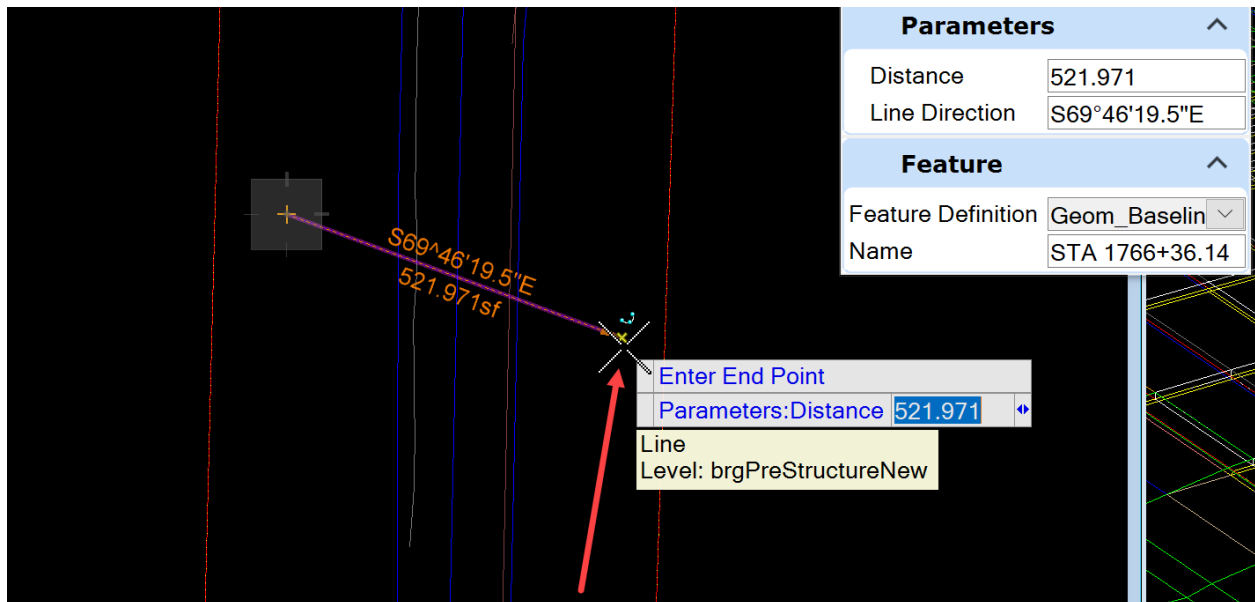 Parameters
Distance
521.971
Line Direction
S69°46'19.5"E
Feature
Feature Definition
Geom_Baselin
Name
STA 1766+36.14
S69^46'19.5"E
521.971sf
Enter End Point
Parameters:Distance
521.971
Line
Level: brgPreStructureNew